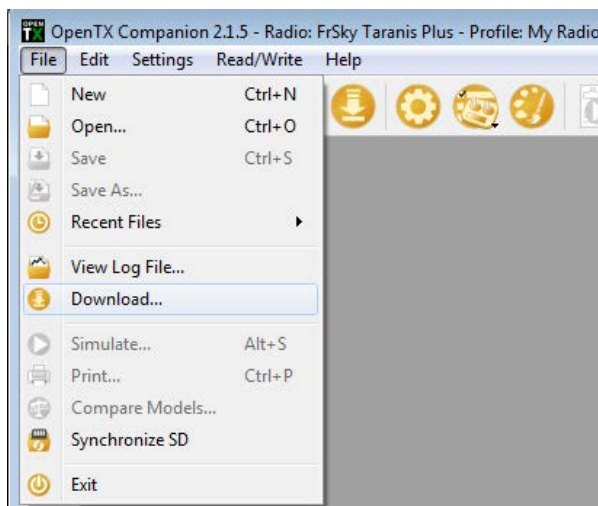 OPEN TX OpenTX Companion 2.1.5 - Radio: FrSky Taranis Plus - Profile: My Radio
File Edit Settings Read/Write Help
New Ctrl+N
Open... Ctrl+O
Save Ctrl+S
Save As...
Recent Files
View Log File...
Download...
Simulate... Alt+S
Print... Ctrl+P
Compare Models...
Synchronize SD
Exit